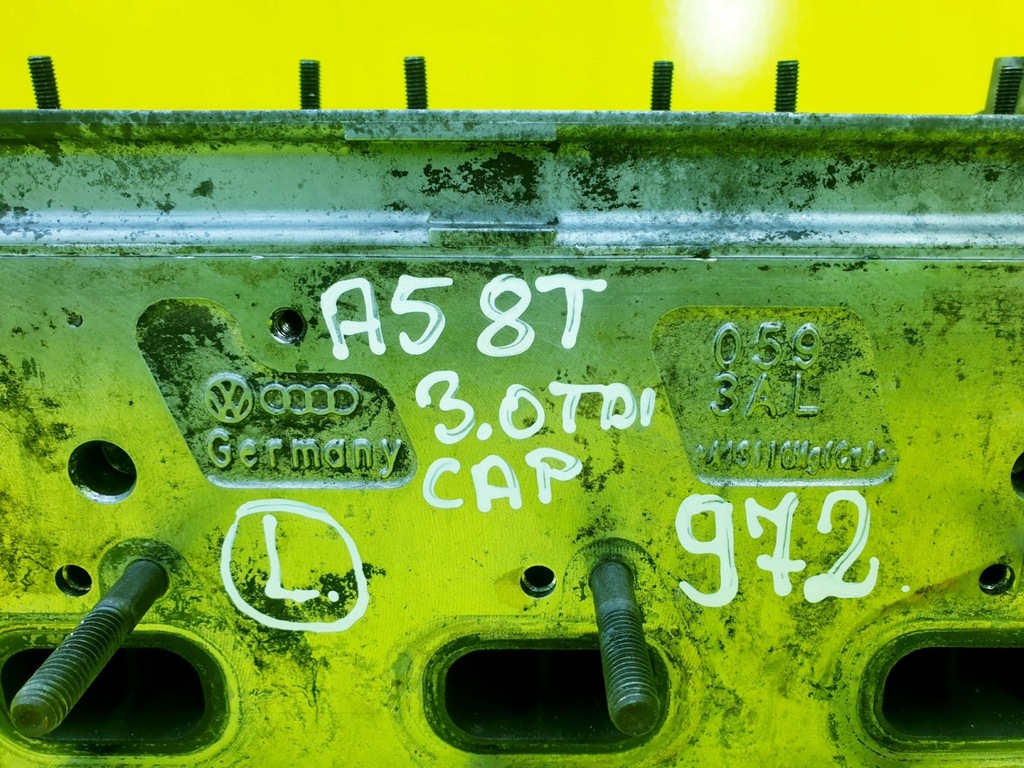 A5 8T
3.0TDI
CAP
L.
972.
Germany
059
3AL